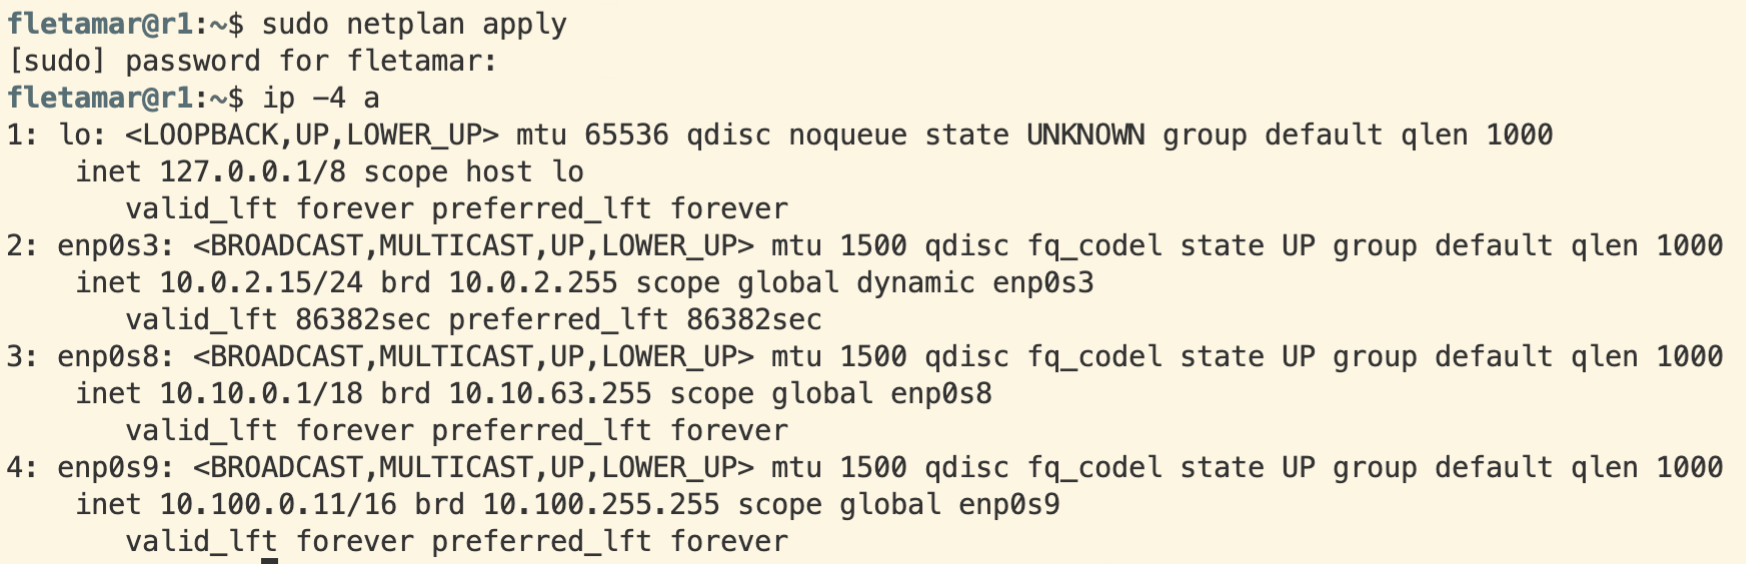 fletamar@r1:~$ sudo netplan apply
[sudo] password for fletamar:
fletamar@r1:~$ ip -4 a
1: lo: <LOOPBACK,UP,LOWER_UP> mtu 65536 qdisc noqueue state UNKNOWN group default qlen 1000
    inet 127.0.0.1/8 scope host lo
       valid_lft forever preferred_lft forever
2: enp0s3: <BROADCAST,MULTICAST,UP,LOWER_UP> mtu 1500 qdisc fq_codel state UP group default qlen 1000
    inet 10.0.2.15/24 brd 10.0.2.255 scope global dynamic enp0s3
       valid_lft 86382sec preferred_lft 86382sec
3: enp0s8: <BROADCAST,MULTICAST,UP,LOWER_UP> mtu 1500 qdisc fq_codel state UP group default qlen 1000
    inet 10.10.0.1/18 brd 10.10.63.255 scope global enp0s8
       valid_lft forever preferred_lft forever
4: enp0s9: <BROADCAST,MULTICAST,UP,LOWER_UP> mtu 1500 qdisc fq_codel state UP group default qlen 1000
    inet 10.100.0.11/16 brd 10.100.255.255 scope global enp0s9
       valid_lft forever preferred_lft forever